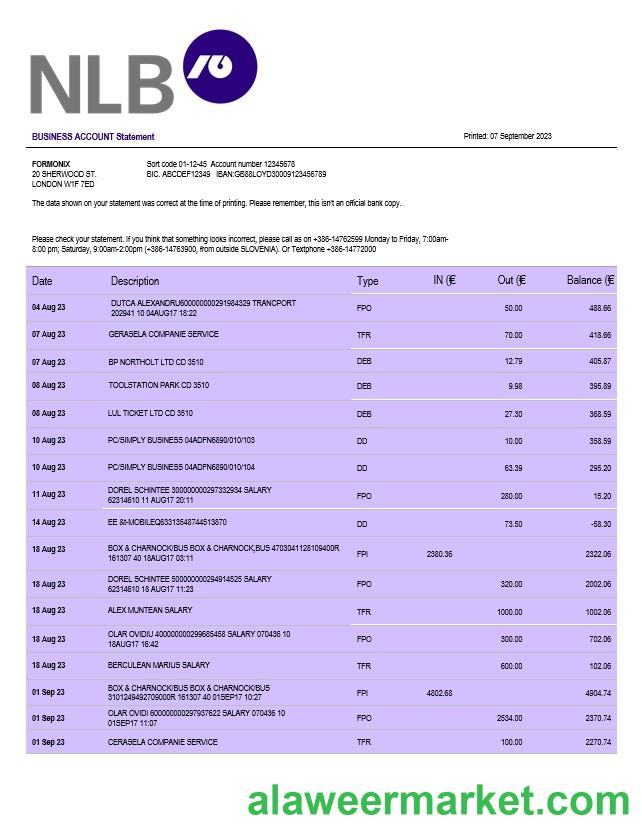 NLB
BUSINESS ACCOUNT Statement Printed: 07 September 2023
FORMONIX Sort code 01-12-45 Account number 12345678
20 SHERWOOD ST. BIC. ABCDEF12349 IBAN:GB88LOYD30009123456789
LONDON W1F 7ED
The data shown on your statement was correct at the time of printing. Please remember, this isn't an official bank copy.
Please check your statement. If you think that something looks incorrect, please call as on +386-14762599 Monday to Friday, 7:00am-
8:00 pm; Saturday, 9:00am-2:00pm (+386-14763900, from outside SLOVENIA). Or Textphone +386-14772000
Date Description Type IN (€ Out (€ Balance (€
04 Aug 23 DUTCA ALEXANDRU600000000291984329 TRANCPORT
202941 10 04AUG17 18:22 FPO 50.00 488.66
07 Aug 23 GERASELA COMPANIE SERVICE TFR 70.00 418.66
07 Aug 23 BP NORTHOLT LTD CD 3510 DEB 12.79 405.87
08 Aug 23 TOOLSTATION PARK CD 3510 DEB 9.98 395.89
08 Aug 23 LUL TICKET LTD CD 3510 DEB 27.30 368.59
10 Aug 23 PC/SIMPLY BUSINESS 04ADFN6890/010/103 DD 10.00 358.59
10 Aug 23 PC/SIMPLY BUSINESS 04ADFN6890/010/104 DD 63.39 295.20
11 Aug 23 DOREL SCHINTEE 300000000297332934 SALARY
62314610 11 AUG17 20:11 FPO 280.00 15.20
14 Aug 23 EE &t-MOBILEQ63313548744513870 DD 73.50 -58.30
18 Aug 23 BOX & CHARNOCK/BUS BOX & CHARNOCK,BUS 4703041128109400R
161307 40 18AUG17 03:11 FPI 2380.36 2322.06
18 Aug 23 DOREL SCHINTEE 500000000294914525 SALARY
62314610 18 AUG17 11:23 FPO 320.00 2002.06
18 Aug 23 ALEX MUNTEAN SALARY TFR 1000.00 1002.06
18 Aug 23 OLAR OVIDIU 400000000299685458 SALARY 070436 10
18AUG17 16:42 FPO 300.00 702.06
18 Aug 23 BERCULEAN MARIUS SALARY TFR 600.00 102.06
01 Sep 23 BOX & CHARNOCK/BUS BOX & CHARNOCK/BUS
3101249492709000R 161307 40 01SEP17 10:27 FPI 4802.68 4904.74
01 Sep 23 OLAR OVIDI 600000000297937622 SALARY 070436 10
01SEP17 11:07 FPO 2534.00 2370.74
01 Sep 23 CERASELA COMPANIE SERVICE TFR 100.00 2270.74
alaweermarket.com